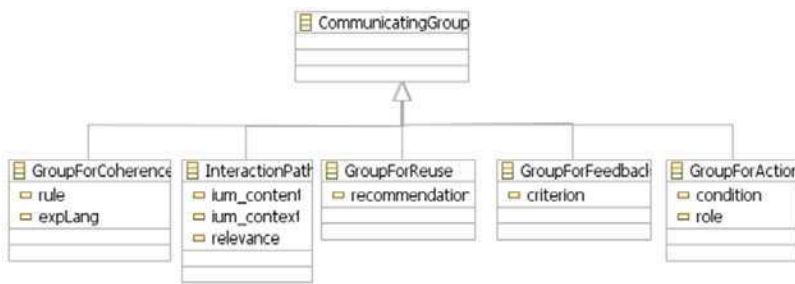 CommunicatingGroup
GroupForCoherence
rule
expLang
InteractionPath
ium_content
ium_context
relevance
GroupForReuse
recommendation
GroupForFeedback
criterion
GroupForAction
condition
role